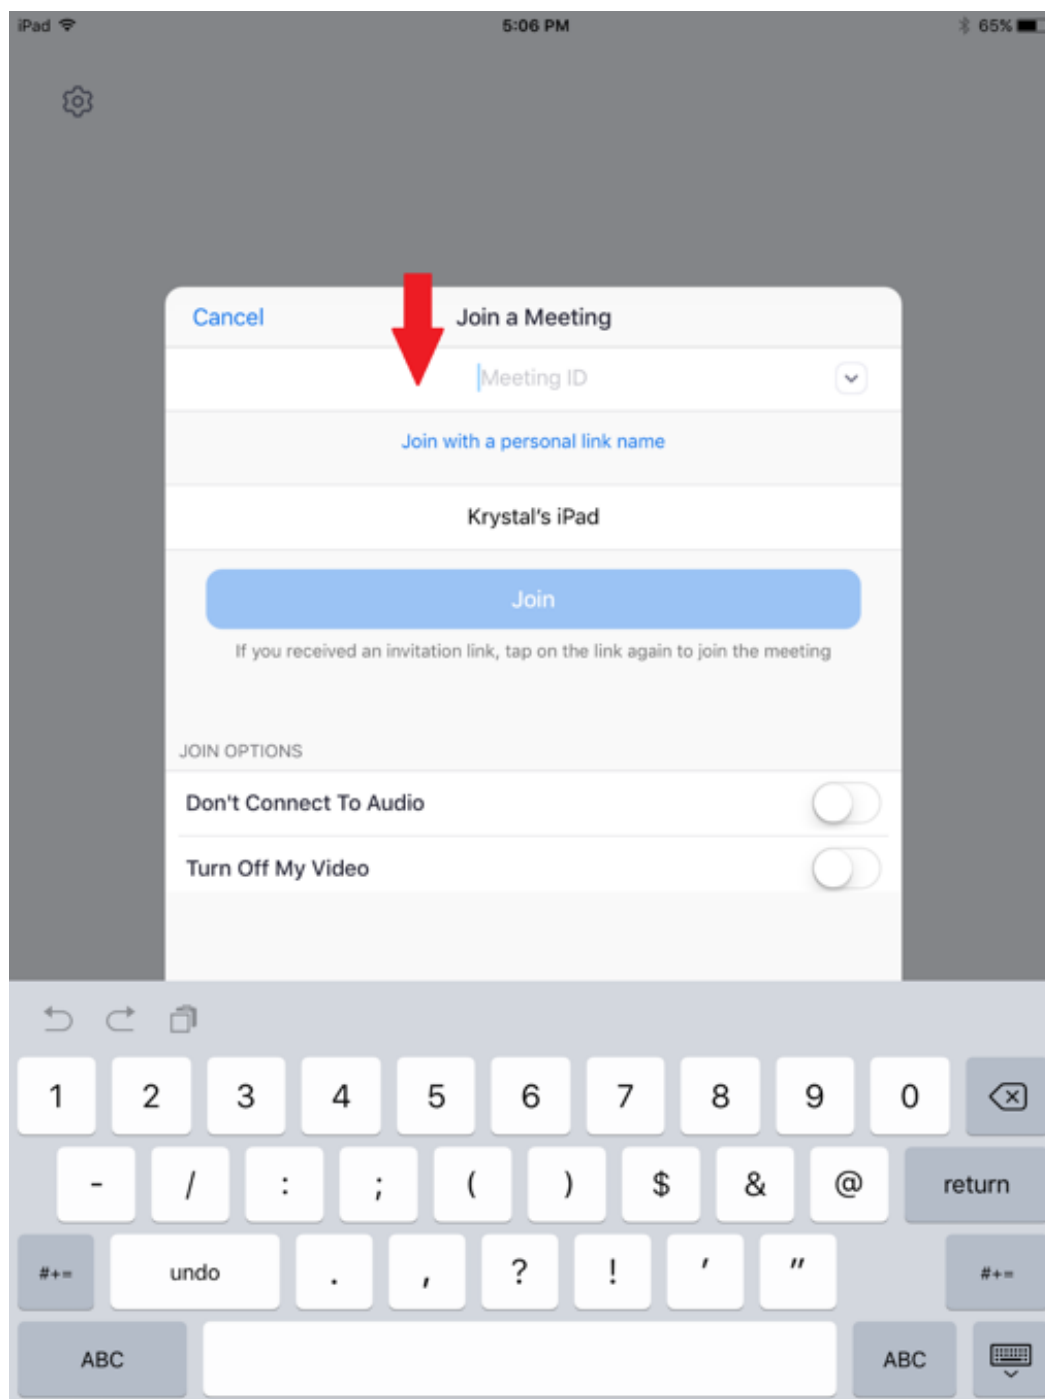 iPad 5:06 PM 65%
Cancel Join a Meeting
Meeting ID
Join with a personal link name
Krystal's iPad
Join
If you received an invitation link, tap on the link again to join the meeting
JOIN OPTIONS
Don't Connect To Audio
Turn Off My Video
1 2 3 4 5 6 7 8 9 0
- / : ; ( ) $ & @ return
#+= undo . , ? ! ' " #+=
ABC ABC